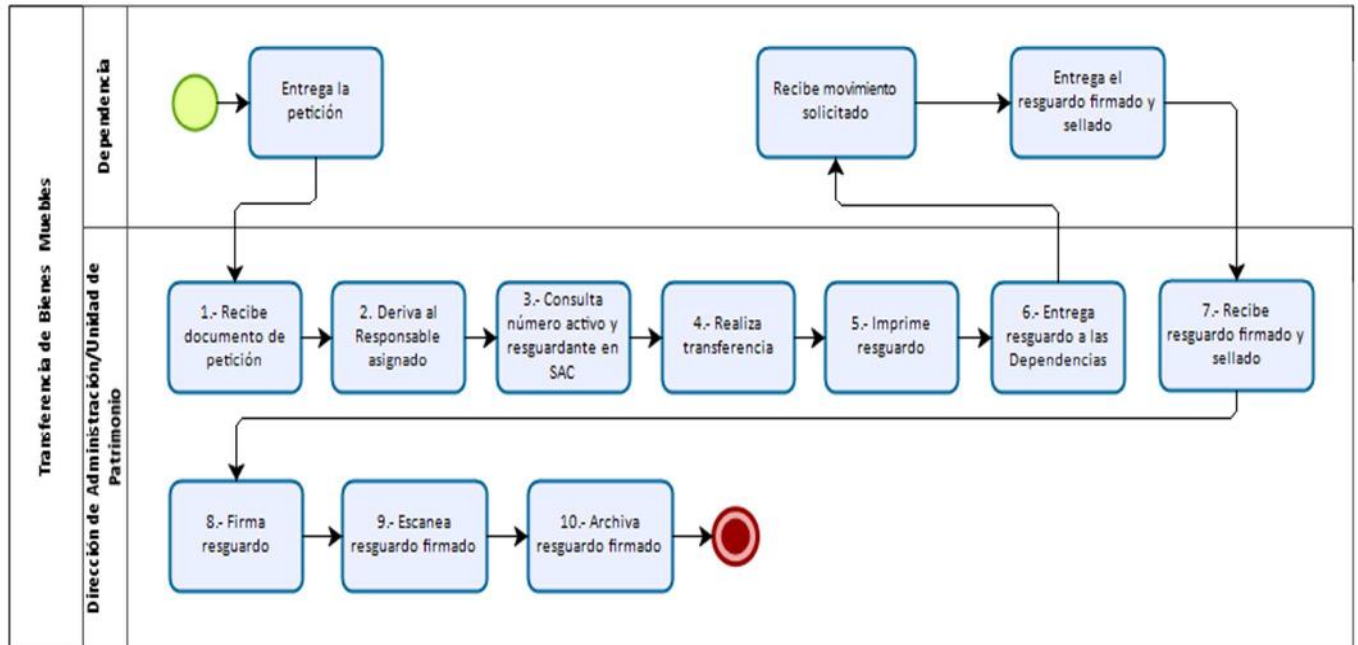 Transferencia de Bienes Muebles
Dependencia
Entrega la
petición
Recibe movimiento
solicitado
Entrega el
resguardo firmado y
sellado
Dirección de Administración/Unidad de
Patrimonio
1.- Recibe
documento de
petición
2. Deriva al
Responsable
asignado
3.- Consulta
número activo y
resguardante en
SAC
4.- Realiza
transferencia
5.- Imprime
resguardo
6.- Entrega
resguardo a las
Dependencias
7.- Recibe
resguardo firmado y
sellado
8.- Firma
resguardo
9.- Escanea
resguardo firmado
10.- Archiva
resguardo firmado